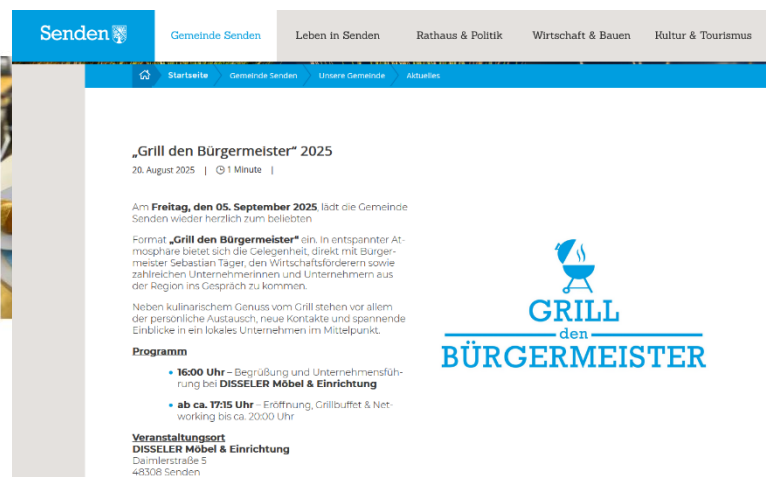 Senden
Gemeinde Senden
Leben in Senden
Rathaus & Politik
Wirtschaft & Bauen
Kultur & Tourismus
Startseite
Gemeinde Senden
Unsere Gemeinde
Aktuelles
„Grill den Bürgermeister“ 2025
20. August 2025 | 1 Minute |
Am Freitag, den 05. September 2025, lädt die Gemeinde
Senden wieder herzlich zum beliebten
Format „Grill den Bürgermeister“ ein. In entspannter At-
mosphäre bietet sich die Gelegenheit, direkt mit Bürger-
meister Sebastian Täger, den Wirtschaftsförderern sowie
zahlreichen Unternehmerinnen und Unternehmern aus
der Region ins Gespräch zu kommen.
Neben kulinarischem Genuss vom Grill stehen vor allem
der persönliche Austausch, neue Kontakte und spannende
Einblicke in ein lokales Unternehmen im Mittelpunkt.
Programm
• 16:00 Uhr – Begrüßung und Unternehmensfüh-
rung bei DISSELER Möbel & Einrichtung
• ab ca. 17:15 Uhr – Eröffnung, Grillbuffet & Net-
working bis ca. 20:00 Uhr
Veranstaltungsort
DISSELER Möbel & Einrichtung
Daimlerstraße 5
48308 Senden
GRILL
den
BÜRGERMEISTER